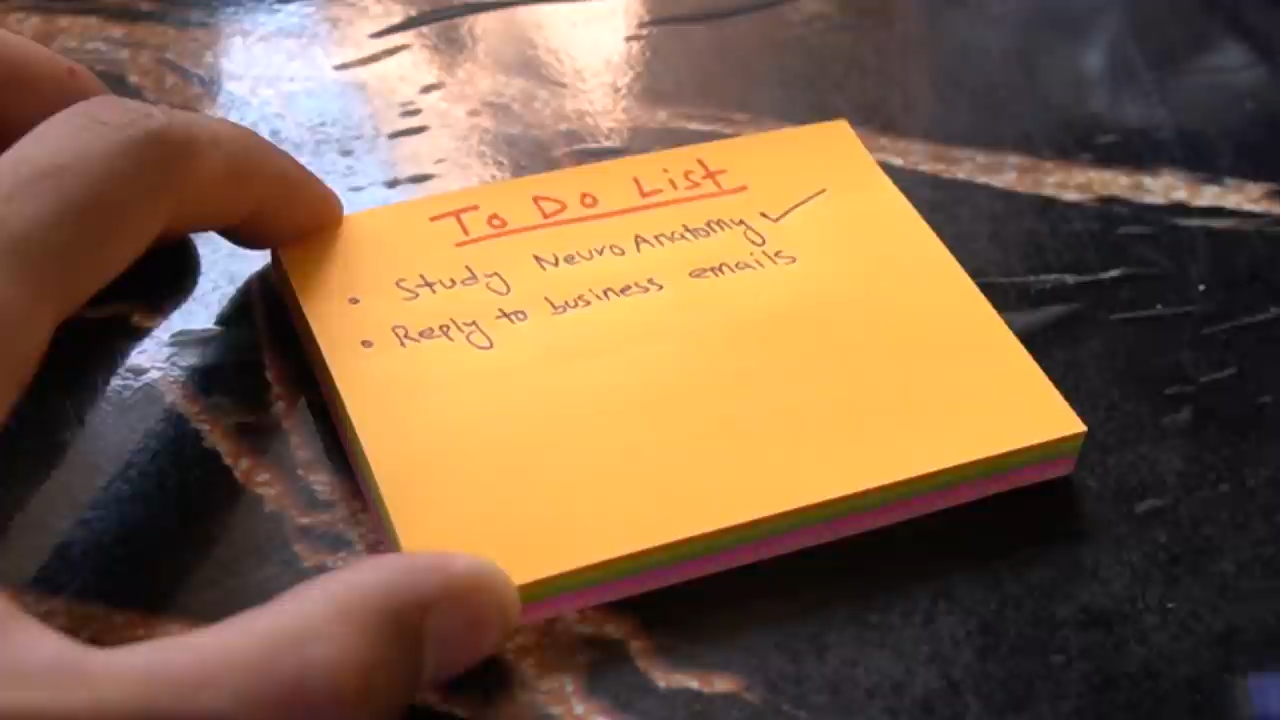 To Do List
• Study Neuro Anatomy ✓
• Reply to business emails